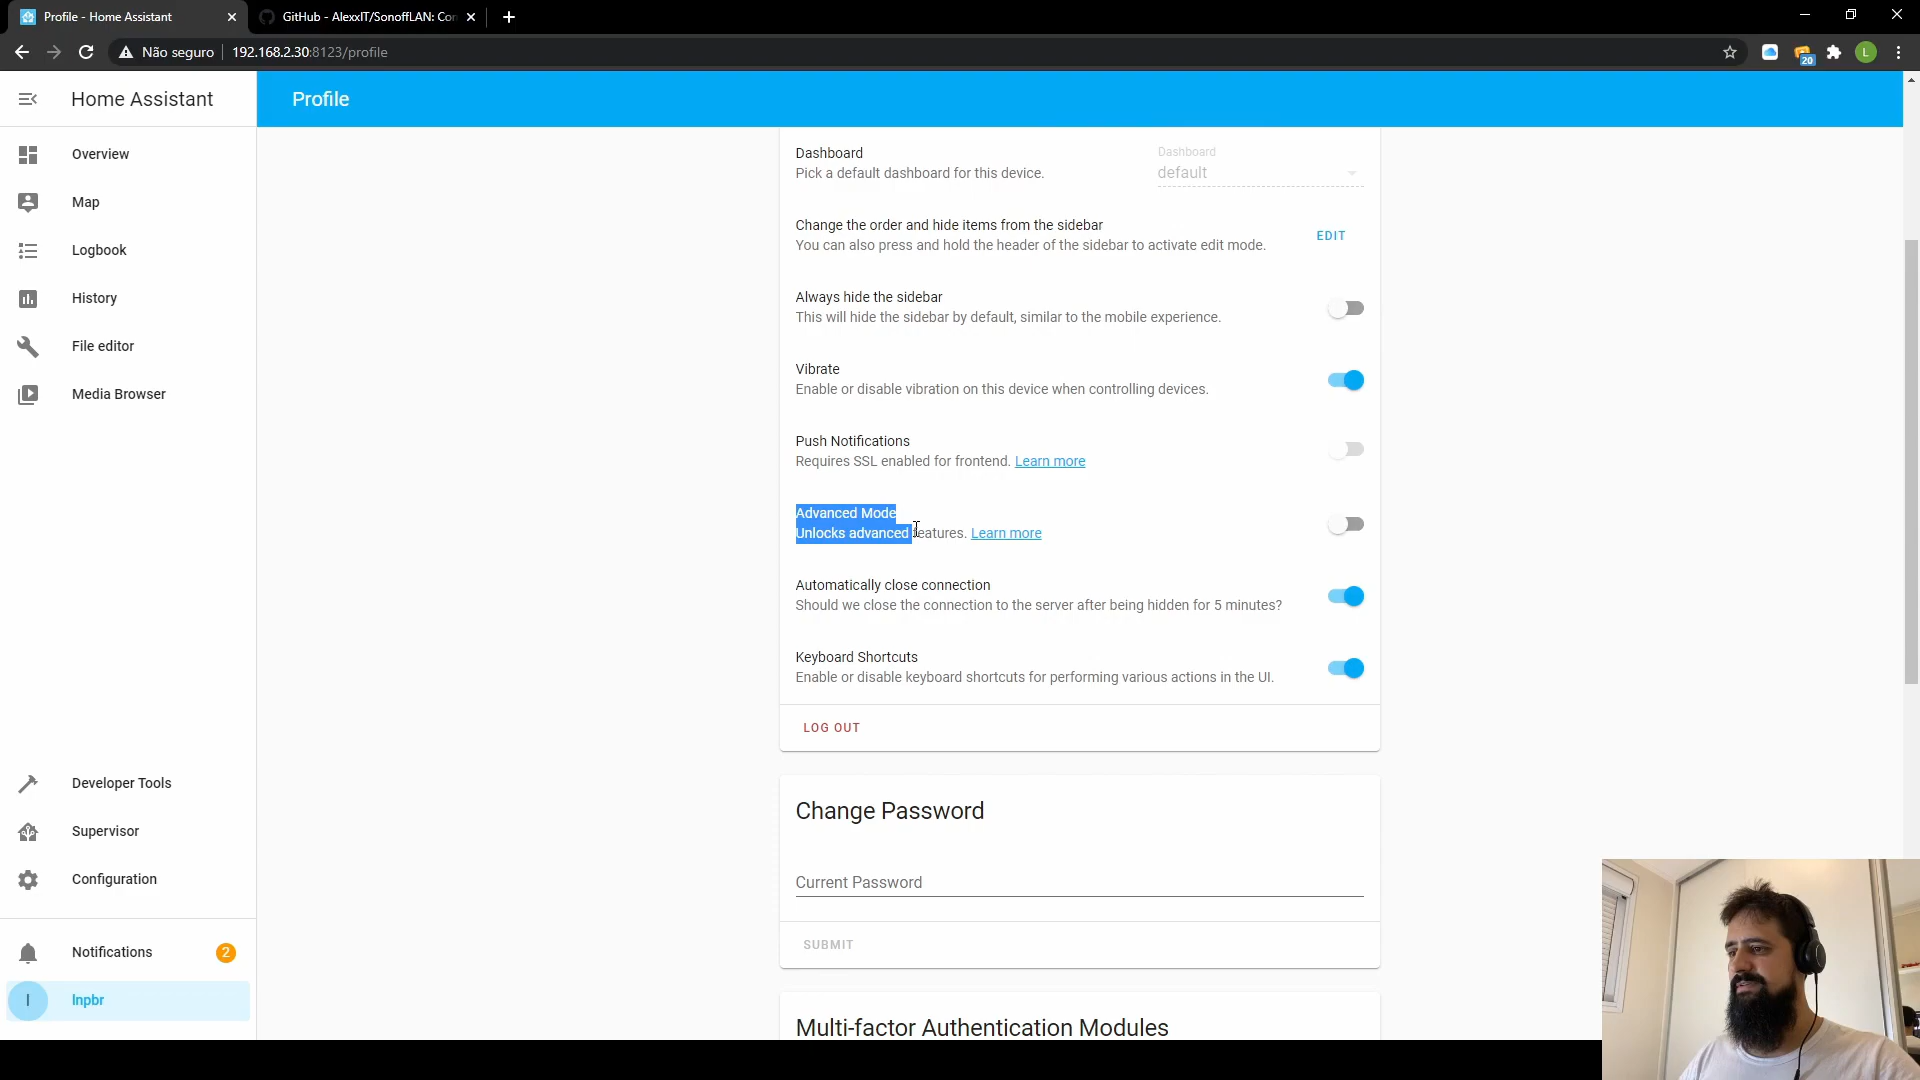 Profile - Home Assistant
GitHub - AlexxIT/SonoffLAN: Co
Não seguro
192.168.2.30:8123/profile
20
L
Home Assistant
Profile
Overview
Map
Logbook
History
File editor
Media Browser
Developer Tools
Supervisor
Configuration
Notifications
2
l
lnpbr
Dashboard
Pick a default dashboard for this device.
Dashboard
default
Change the order and hide items from the sidebar
You can also press and hold the header of the sidebar to activate edit mode.
EDIT
Always hide the sidebar
This will hide the sidebar by default, similar to the mobile experience.
Vibrate
Enable or disable vibration on this device when controlling devices.
Push Notifications
Requires SSL enabled for frontend. Learn more
Advanced Mode
Unlocks advanced features. Learn more
Automatically close connection
Should we close the connection to the server after being hidden for 5 minutes?
Keyboard Shortcuts
Enable or disable keyboard shortcuts for performing various actions in the UI.
LOG OUT
Change Password
Current Password
SUBMIT
Multi-factor Authentication Modules